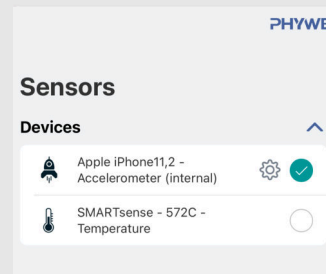 PHYWE
Sensors
Devices
Apple iPhone11,2 -
Accelerometer (internal)
SMARTsense - 572C -
Temperature